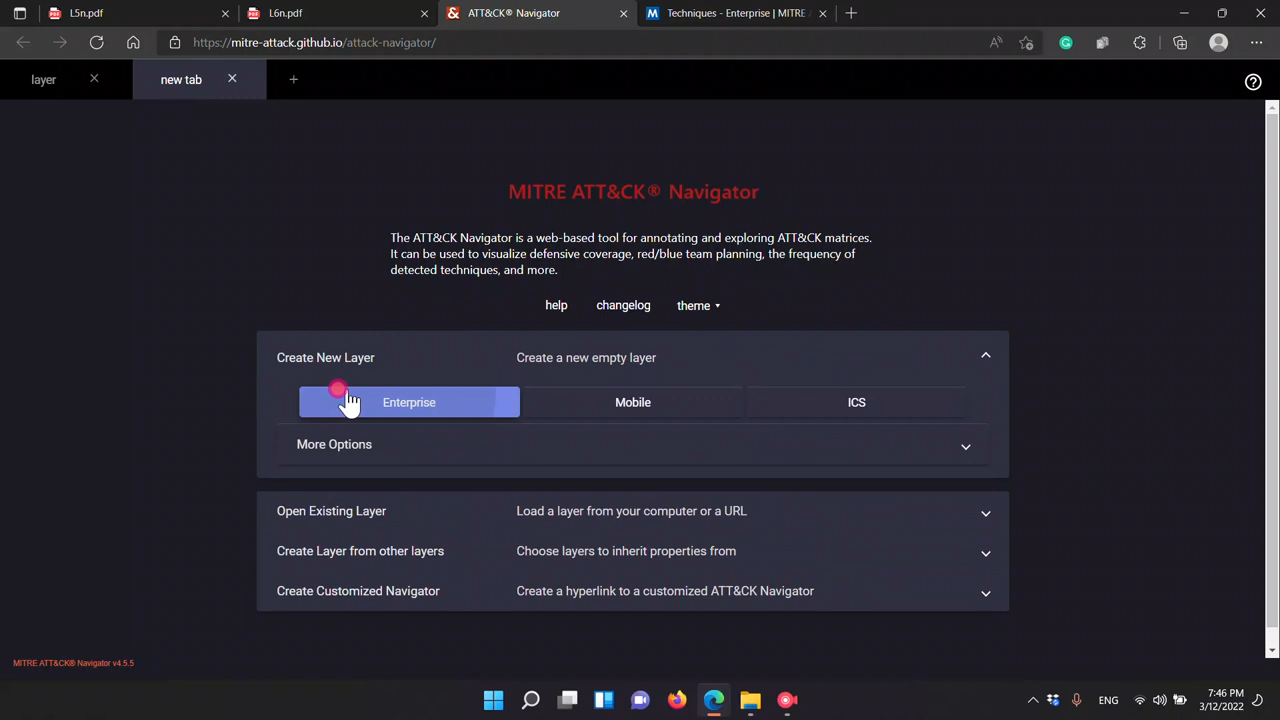 L5n.pdf
L6n.pdf
ATT&CK® Navigator
Techniques - Enterprise | MITRE A
https://mitre-attack.github.io/attack-navigator/
layer
new tab
MITRE ATT&CK® Navigator
The ATT&CK Navigator is a web-based tool for annotating and exploring ATT&CK matrices.
It can be used to visualize defensive coverage, red/blue team planning, the frequency of
detected techniques, and more.
help changelog theme
Create New Layer Create a new empty layer
Enterprise Mobile ICS
More Options
Open Existing Layer Load a layer from your computer or a URL
Create Layer from other layers Choose layers to inherit properties from
Create Customized Navigator Create a hyperlink to a customized ATT&CK Navigator
MITRE ATT&CK® Navigator v4.5.5
ENG
7:46 PM
3/12/2022